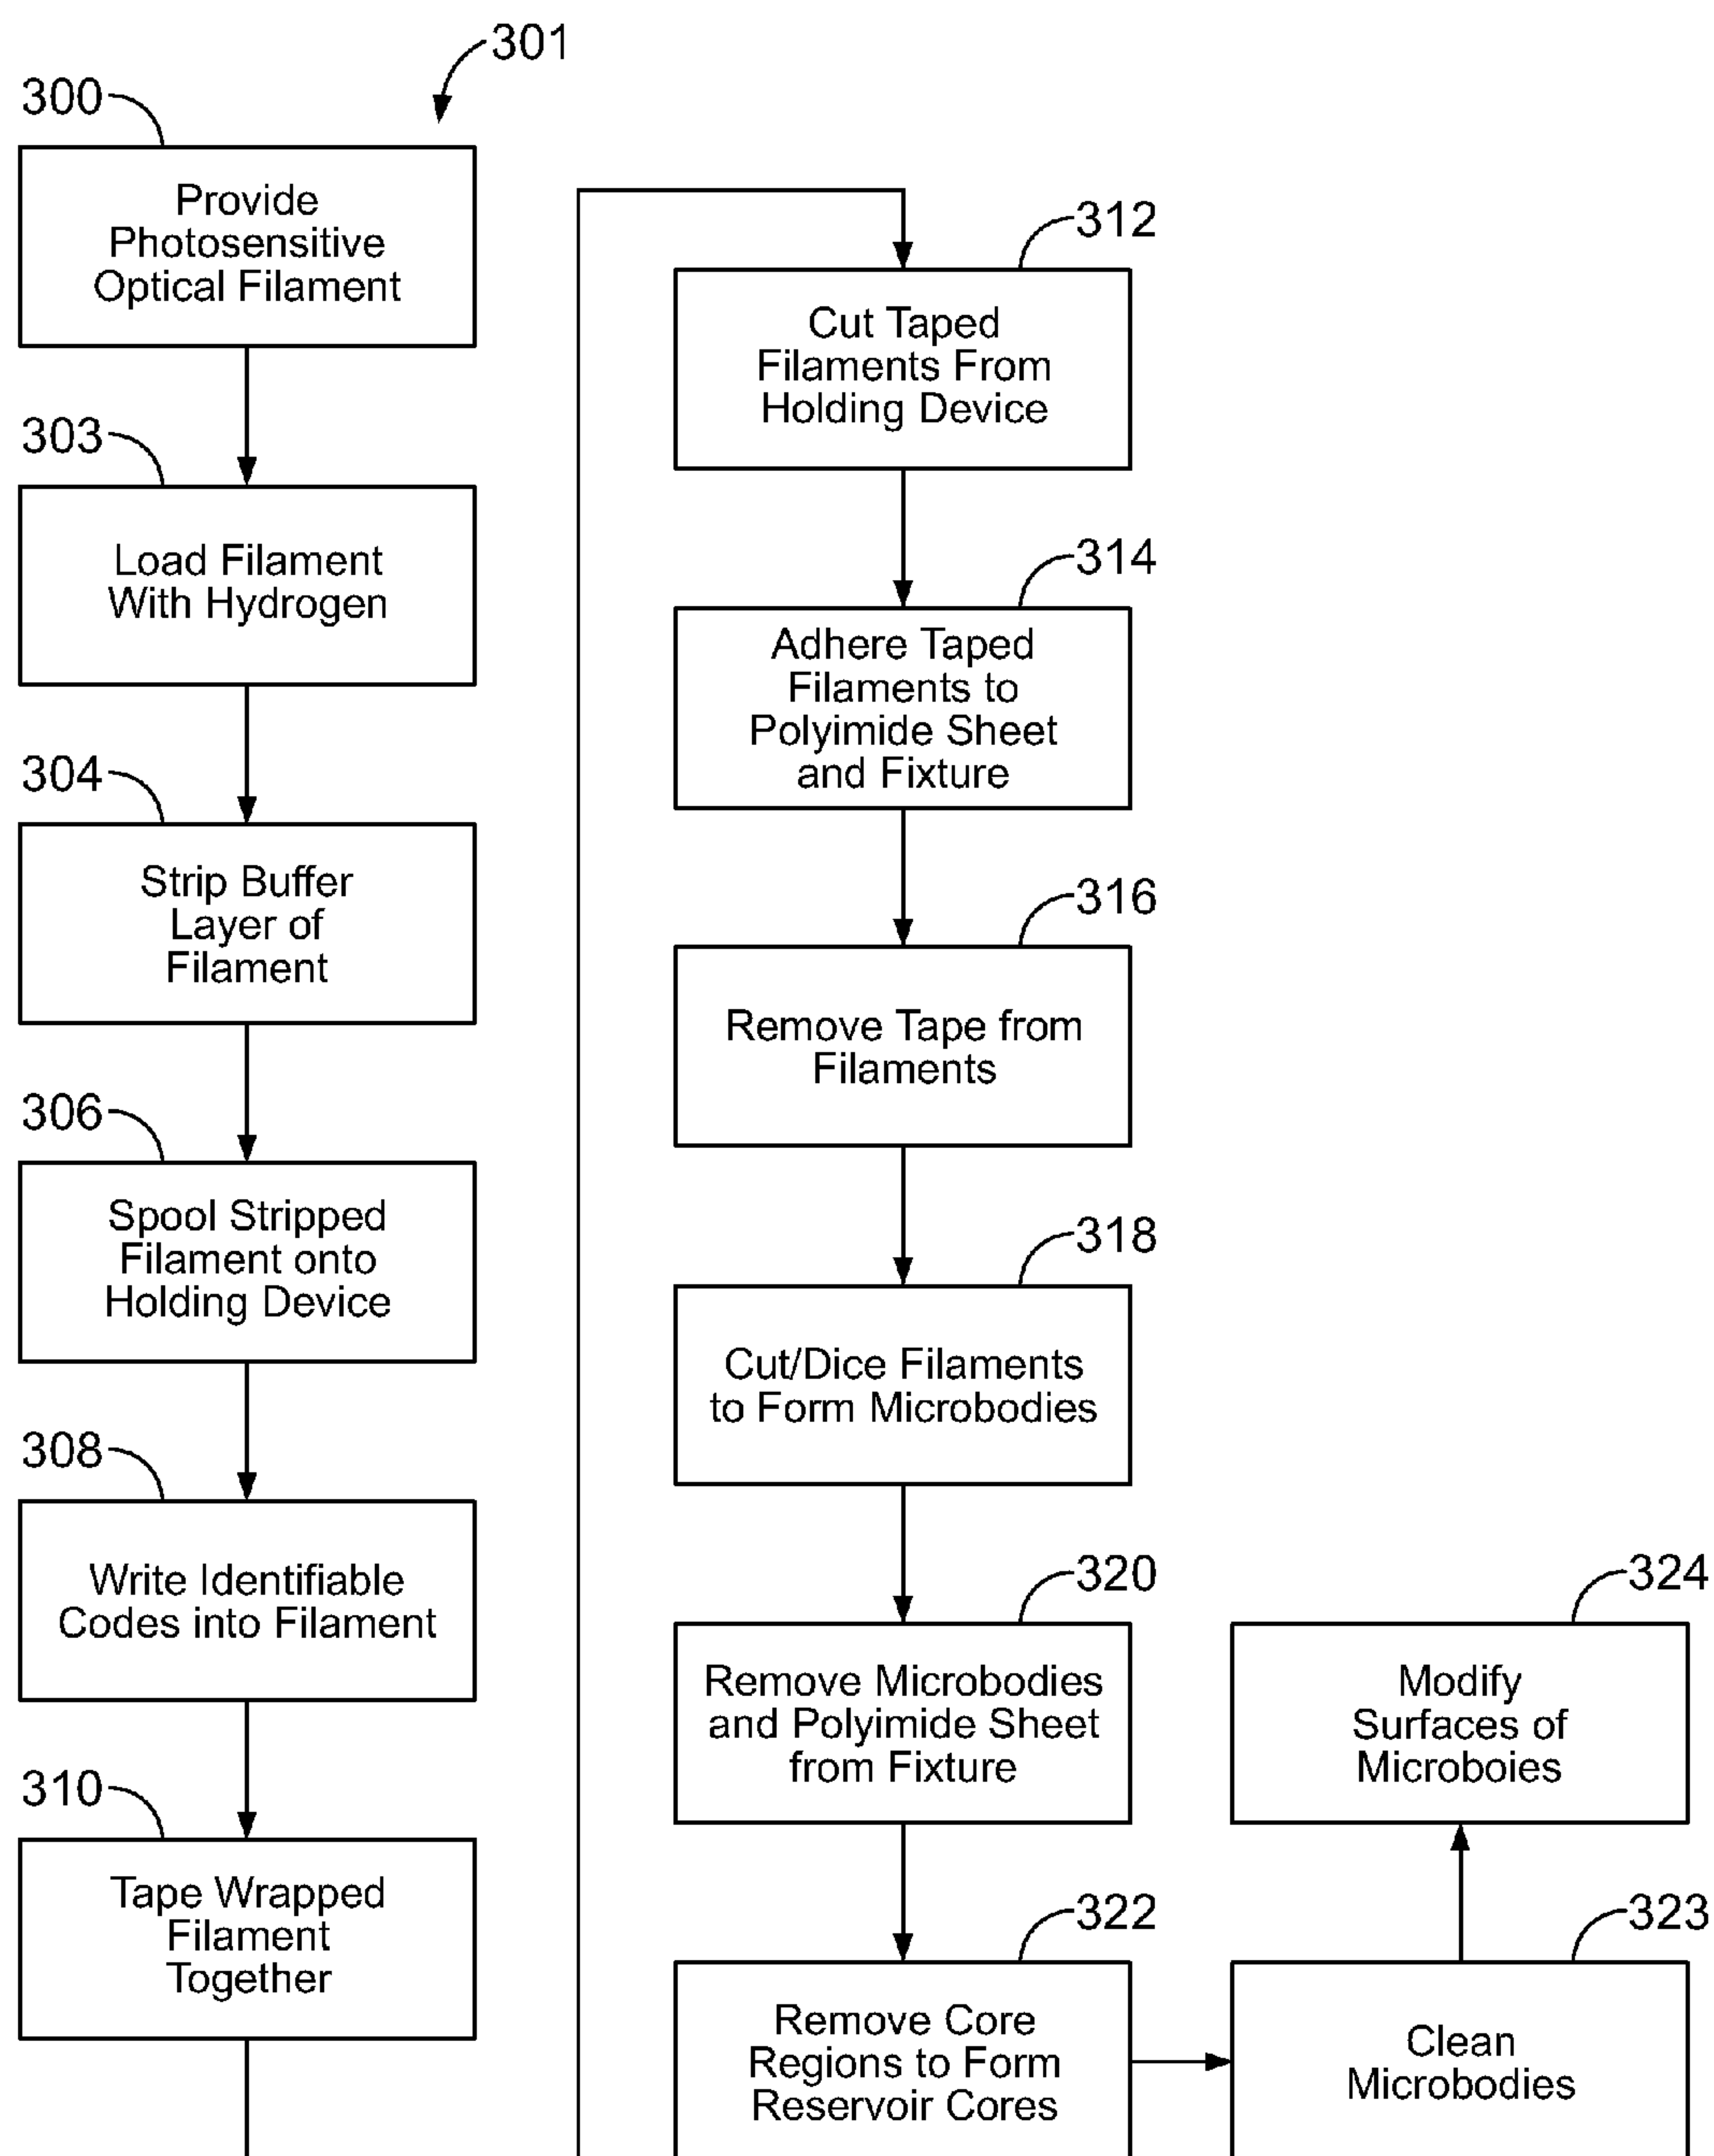 301
300
Provide
Photosensitive
Optical Filament
303
Load Filament
With Hydrogen
304
Strip Buffer
Layer of
Filament
306
Spool Stripped
Filament onto
Holding Device
308
Write Identifiable
Codes into Filament
310
Tape Wrapped
Filament
Together
312
Cut Taped
Filaments From
Holding Device
314
Adhere Taped
Filaments to
Polyimide Sheet
and Fixture
316
Remove Tape from
Filaments
318
Cut/Dice Filaments
to Form Microbodies
320
Remove Microbodies
and Polyimide Sheet
from Fixture
322
Remove Core
Regions to Form
Reservoir Cores
323
Clean
Microbodies
324
Modify
Surfaces of
Microboies